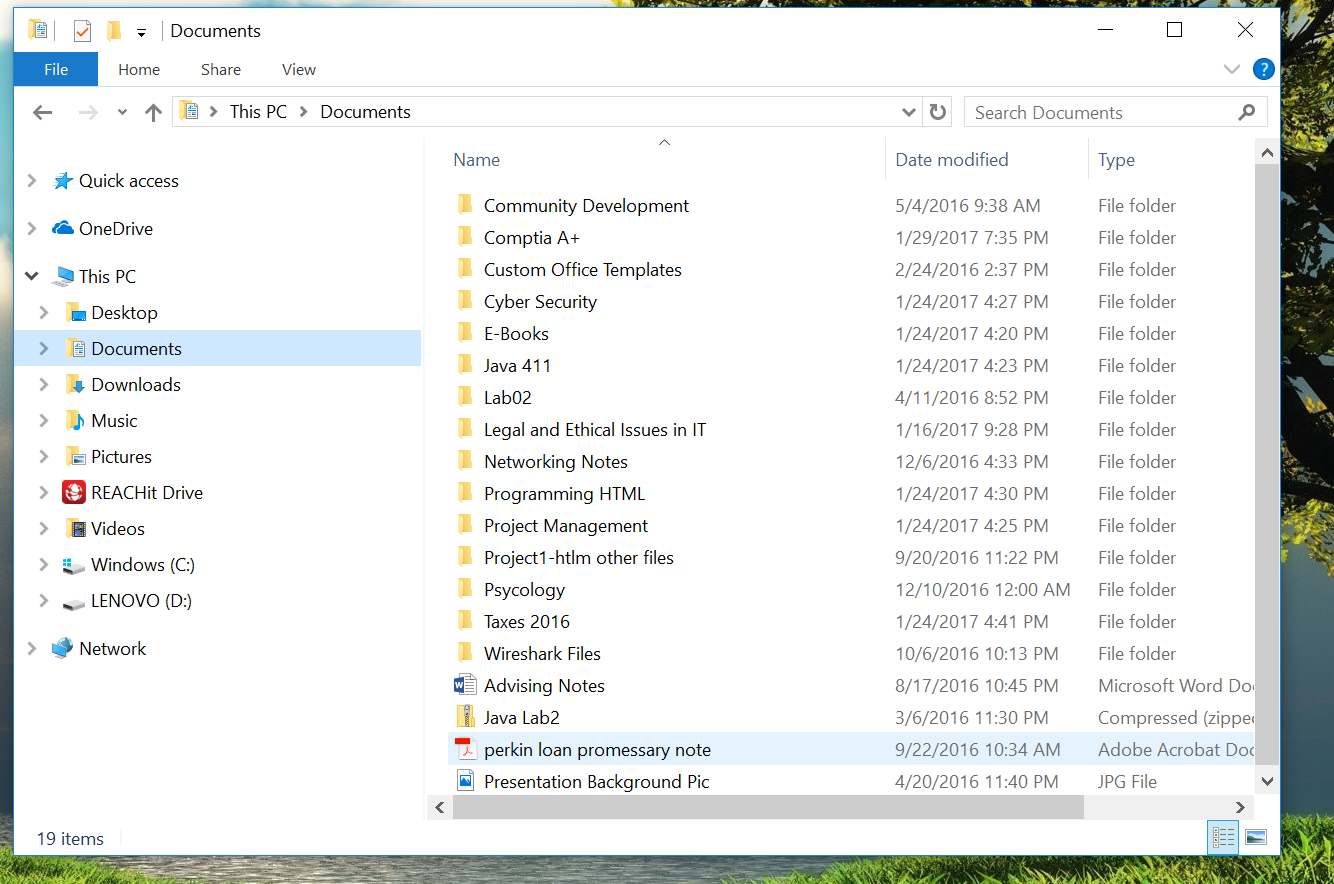 Documents
File Home Share View ?
This PC Documents Search Documents
Name Date modified Type
Quick access
OneDrive
This PC
Desktop
Documents
Downloads
Music
Pictures
REACHit Drive
Videos
Windows (C:)
LENOVO (D:)
Network
Community Development 5/4/2016 9:38 AM File folder
Comptia A+ 1/29/2017 7:35 PM File folder
Custom Office Templates 2/24/2016 2:37 PM File folder
Cyber Security 1/24/2017 4:27 PM File folder
E-Books 1/24/2017 4:20 PM File folder
Java 411 1/24/2017 4:23 PM File folder
Lab02 4/11/2016 8:52 PM File folder
Legal and Ethical Issues in IT 1/16/2017 9:28 PM File folder
Networking Notes 12/6/2016 4:33 PM File folder
Programming HTML 1/24/2017 4:30 PM File folder
Project Management 1/24/2017 4:25 PM File folder
Project1-htlm other files 9/20/2016 11:22 PM File folder
Psycology 12/10/2016 12:00 AM File folder
Taxes 2016 1/24/2017 4:41 PM File folder
Wireshark Files 10/6/2016 10:13 PM File folder
Advising Notes 8/17/2016 10:45 PM Microsoft Word Do
Java Lab2 3/6/2016 11:30 PM Compressed (zippe
perkin loan promessary note 9/22/2016 10:34 AM Adobe Acrobat Doc
Presentation Background Pic 4/20/2016 11:40 PM JPG File
19 items